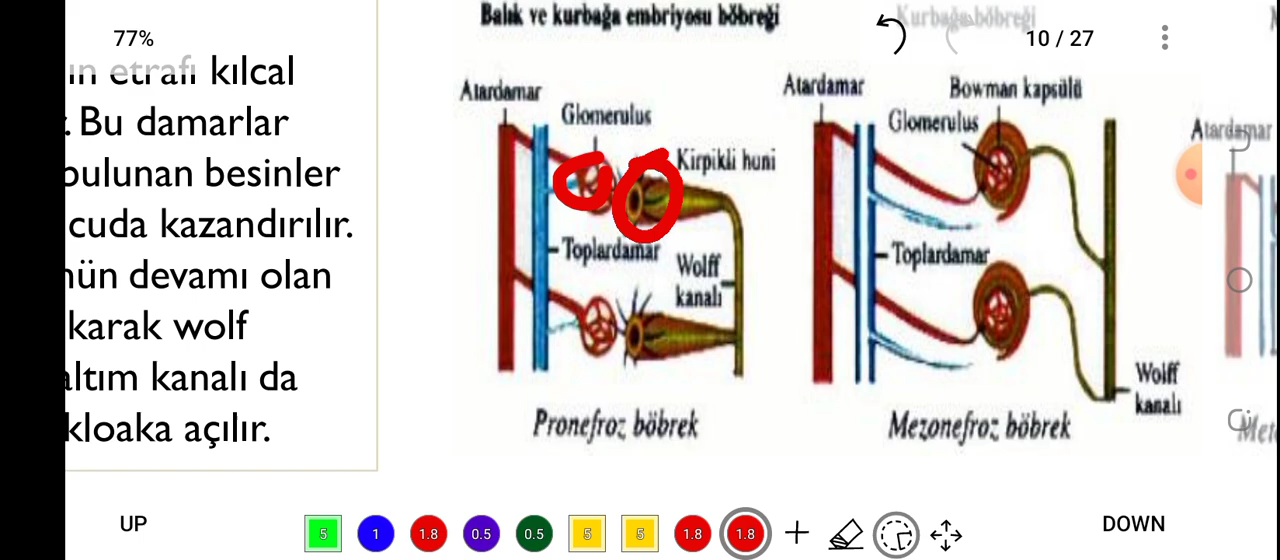 77%
ın etrafı kılcal
. Bu damarlar
bulunan besinler
cuda kazandırılır.
nün devamı olan
karak wolf
altım kanalı da
kloaka açılır.
Balık ve kurbağa embriyosu böbreği
Atardamar
Glomerulus
Kirpikli huni
Toplardamar
Wolff
kanalı
Pronefroz böbrek
Kurbağa böbreği
10 / 27
Atardamar
Bowman kapsülü
Glomerulus
Toplardamar
Wolff
kanalı
Mezonefroz böbrek
Atardamar
UP
5
1
1.8
0.5
0.5
5
5
1.8
1.8
DOWN